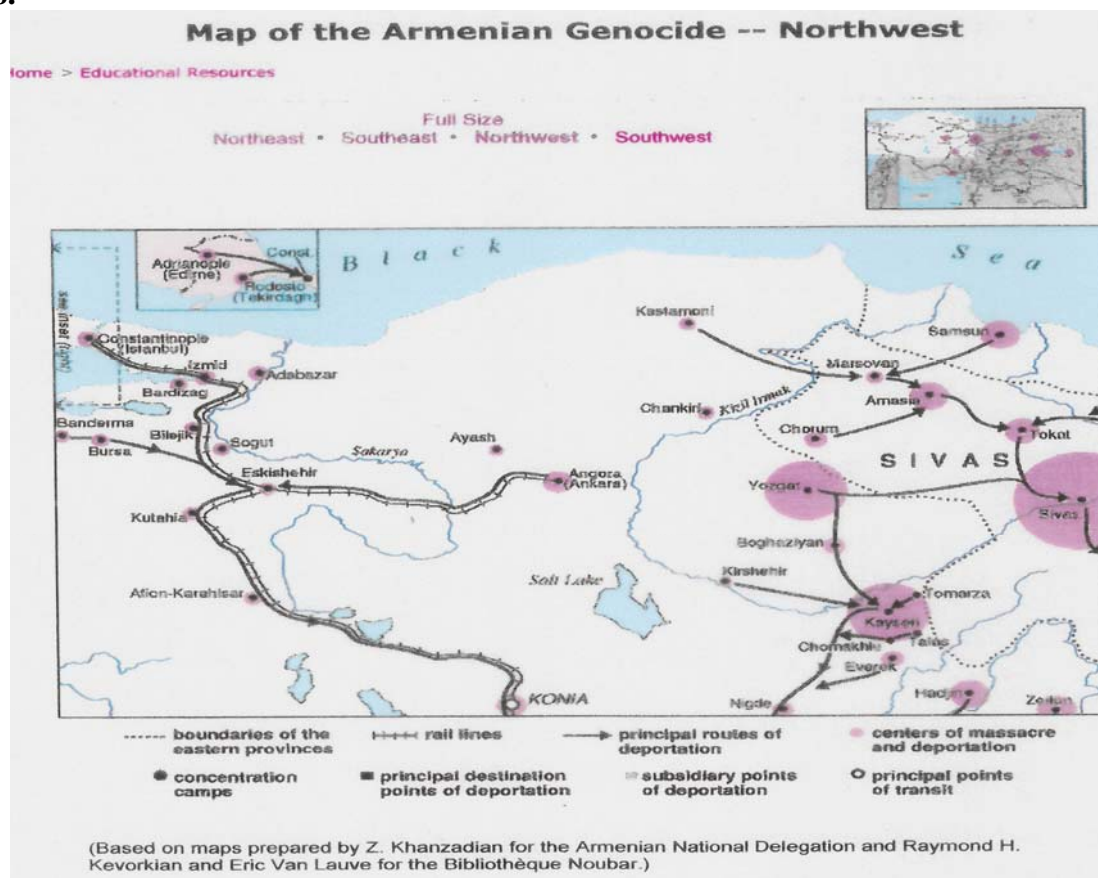 Map of the Armenian Genocide -- Northwest
Home > Educational Resources
Full Size
Northeast • Southeast • Northwest • Southwest
Black Sea
Const.
Adrianople
(Edirne)
Rodosto
(Tekirdagh)
see inset (right)
Constantinople
(Istanbul)
Izmid
Adabazar
Bardizag
Banderma
Bursa
Bilejik
Sogut
Eskishehir
Sakarya
Ayash
Angora
(Ankara)
Kutahia
Afion-Karahisar
KONIA
Salt Lake
Kastamoni
Chankiri
Kizil Irmak
Marsovan
Samsun
Amasia
Chorum
Tokat
SIVAS
Yozgat
Sivas
Boghaziyan
Kirshehir
Tomarza
Kayseri
Talas
Chomakhlu
Everek
Nigde
Hadjin
Zeitun
boundaries of the
eastern provinces
rail lines
principal routes of
deportation
centers of massacre
and deportation
concentration
camps
principal destination
points of deportation
subsidiary points
of deportation
principal points
of transit
(Based on maps prepared by Z. Khanzadian for the Armenian National Delegation and Raymond H.
Kevorkian and Eric Van Lauve for the Bibliothèque Noubar.)